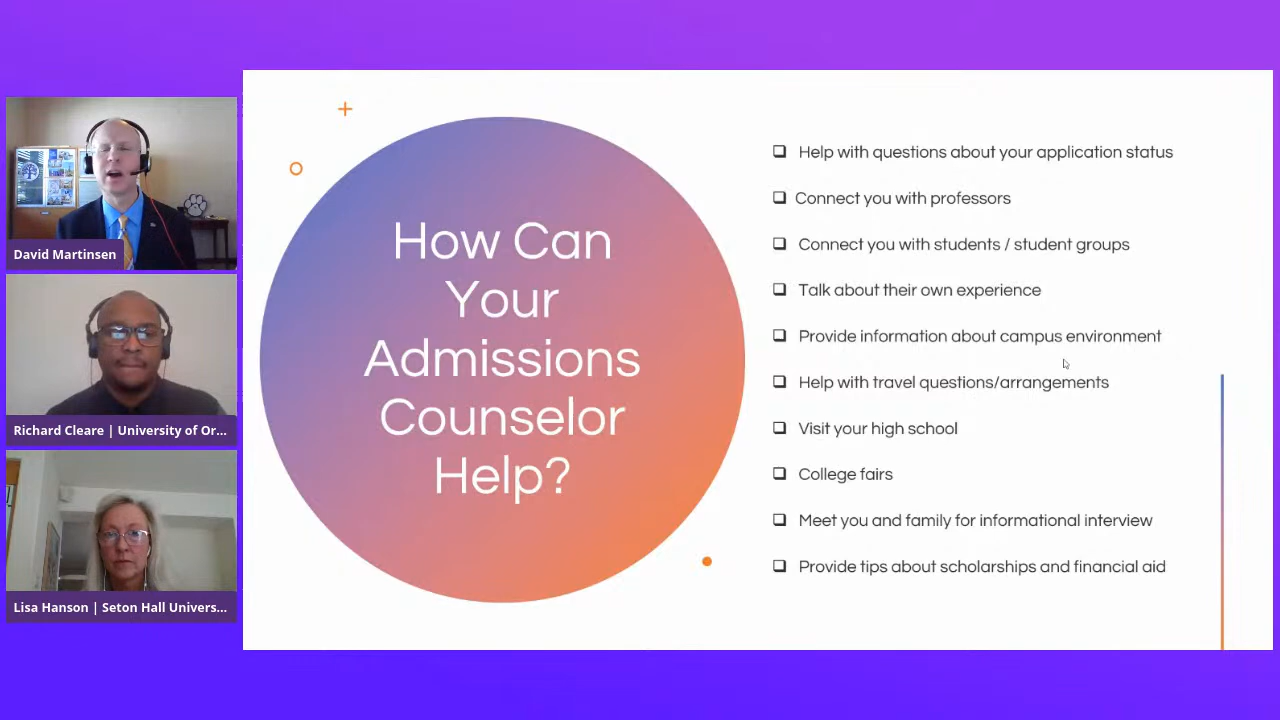 David Martinsen
Richard Cleare | University of Or...
Lisa Hanson | Seton Hall Univers...
How Can
Your
Admissions
Counselor
Help?
❑ Help with questions about your application status
❑ Connect you with professors
❑ Connect you with students / student groups
❑ Talk about their own experience
❑ Provide information about campus environment
❑ Help with travel questions/arrangements
❑ Visit your high school
❑ College fairs
❑ Meet you and family for informational interview
❑ Provide tips about scholarships and financial aid